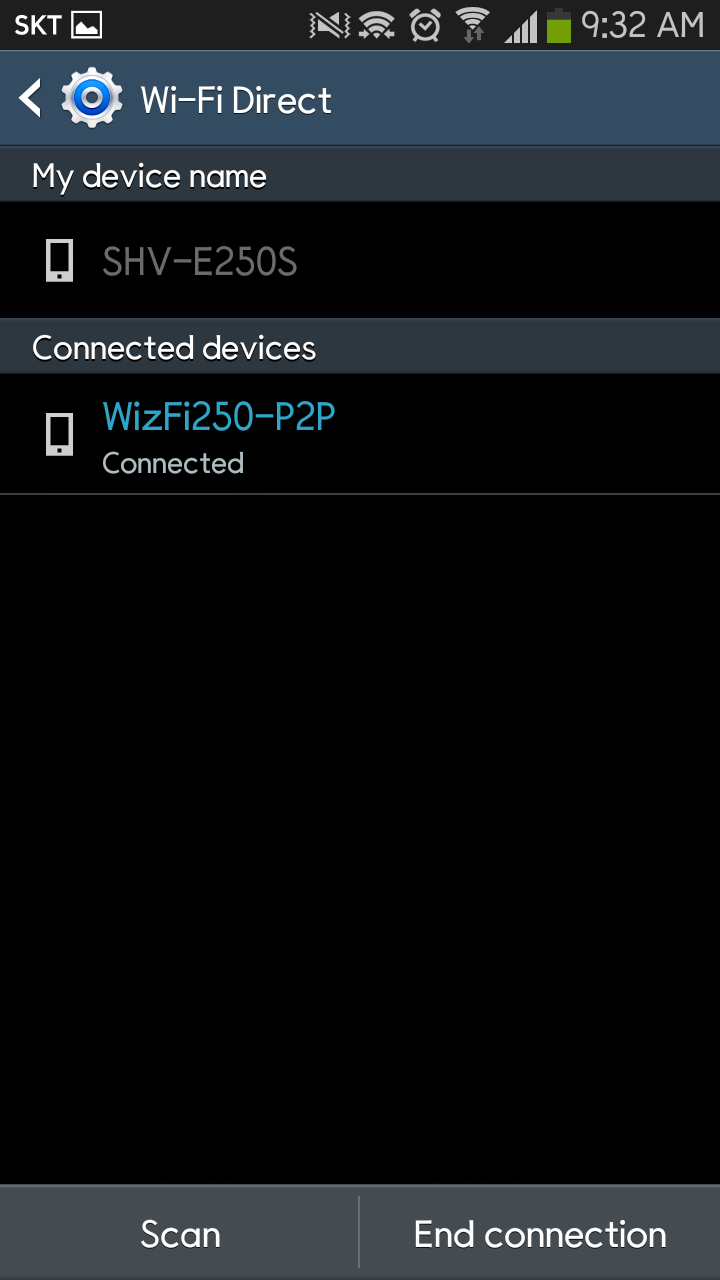 SKT 9:32 AM
Wi-Fi Direct
My device name
SHV-E250S
Connected devices
WizFi250-P2P
Connected
Scan End connection